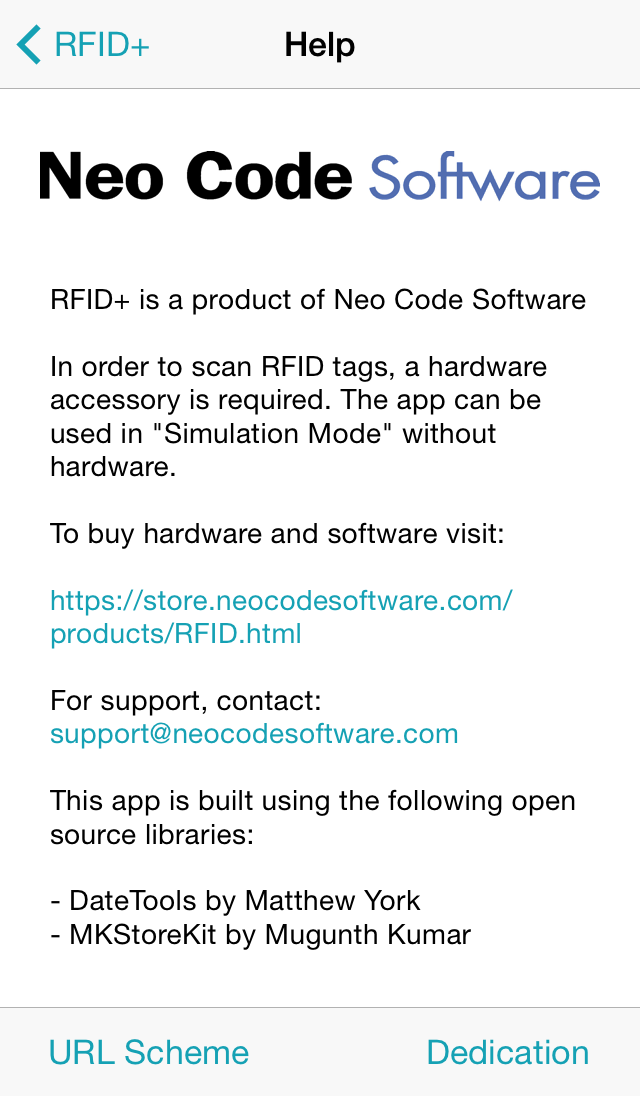 RFID+
Help
Neo Code Software
RFID+ is a product of Neo Code Software
In order to scan RFID tags, a hardware
accessory is required. The app can be
used in "Simulation Mode" without
hardware.
To buy hardware and software visit:
https://store.neocodesoftware.com/
products/RFID.html
For support, contact:
support@neocodesoftware.com
This app is built using the following open
source libraries:
- DateTools by Matthew York
- MKStoreKit by Mugunth Kumar
URL Scheme
Dedication